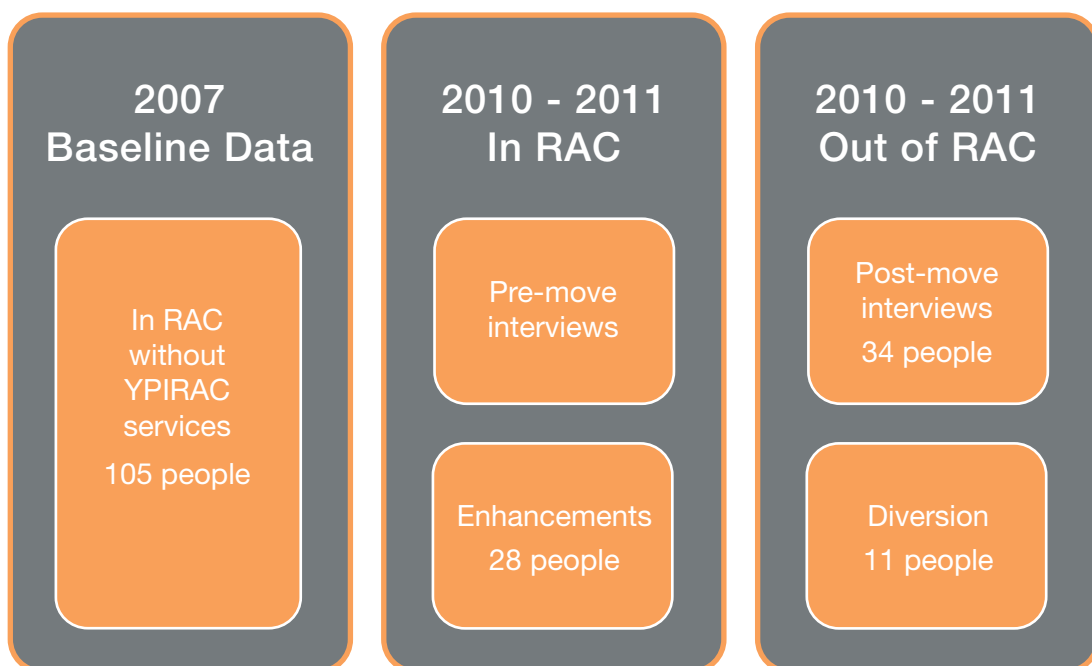 2007
Baseline Data
In RAC
without
YPIRAC
services
105 people
2010 - 2011
In RAC
Pre-move
interviews
Enhancements
28 people
2010 - 2011
Out of RAC
Post-move
interviews
34 people
Diversion
11 people